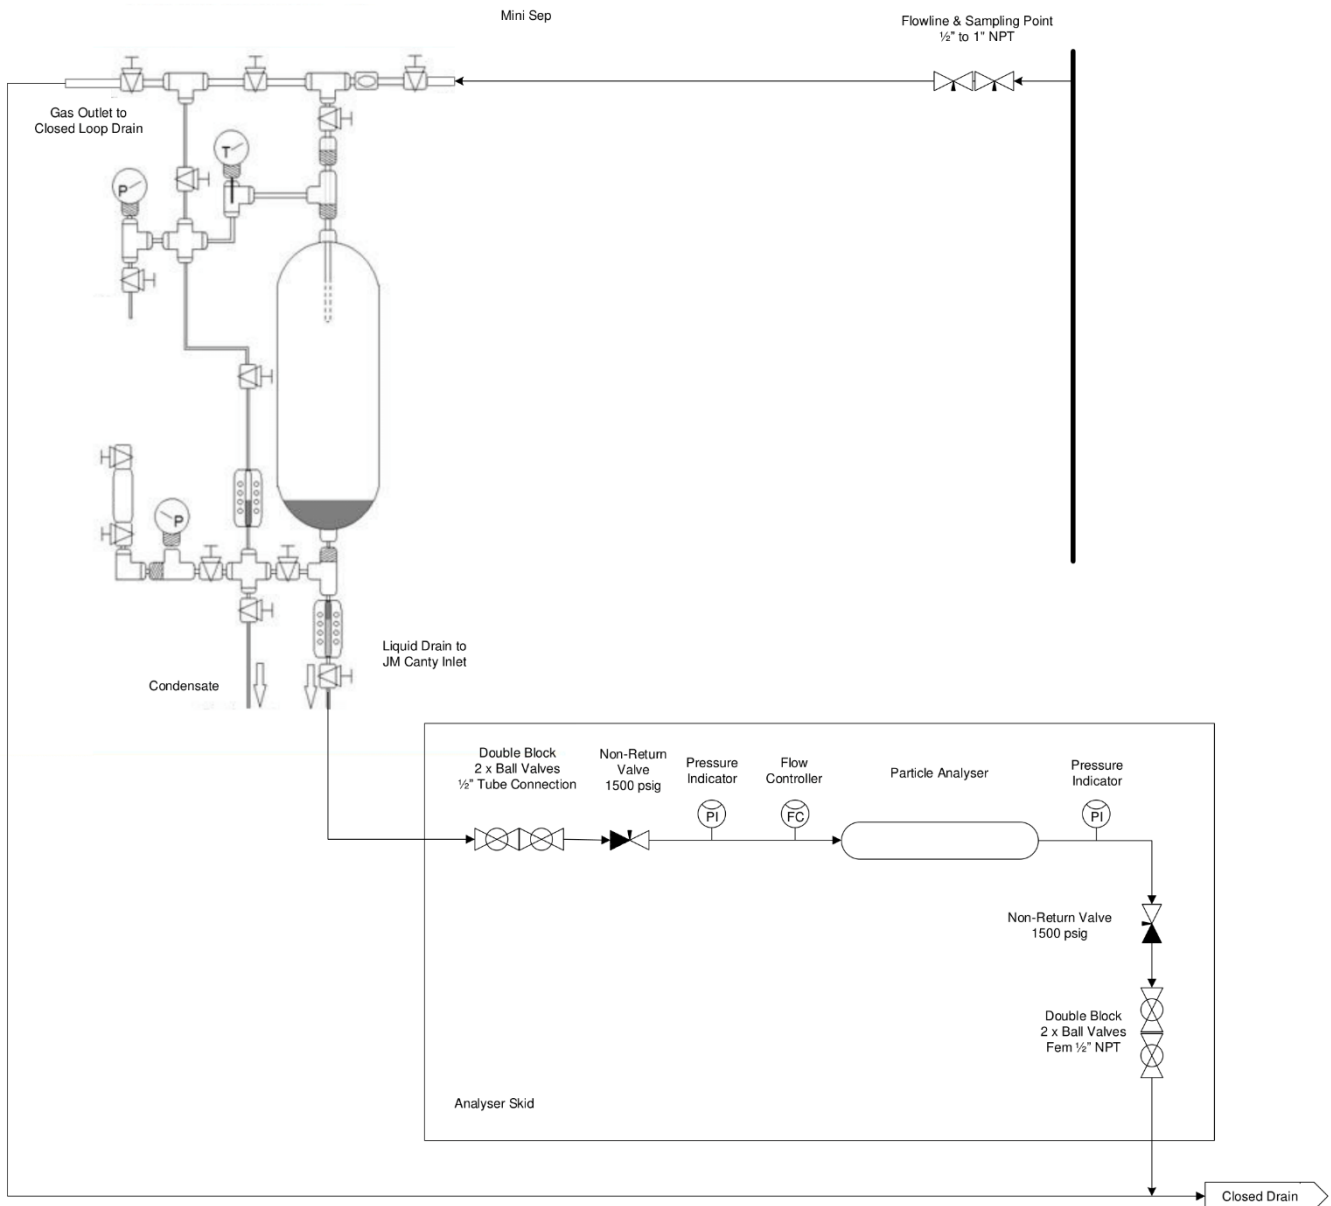 Mini Sep
Flowline & Sampling Point
½" to 1" NPT
Gas Outlet to
Closed Loop Drain
T
P
P
Liquid Drain to
JM Canty Inlet
Condensate
Double Block
2 x Ball Valves
½" Tube Connection
Non-Return
Valve
1500 psig
Pressure
Indicator
Flow
Controller
Particle Analyser
Pressure
Indicator
PI
FC
PI
Non-Return Valve
1500 psig
Double Block
2 x Ball Valves
Fem ½" NPT
Analyser Skid
Closed Drain